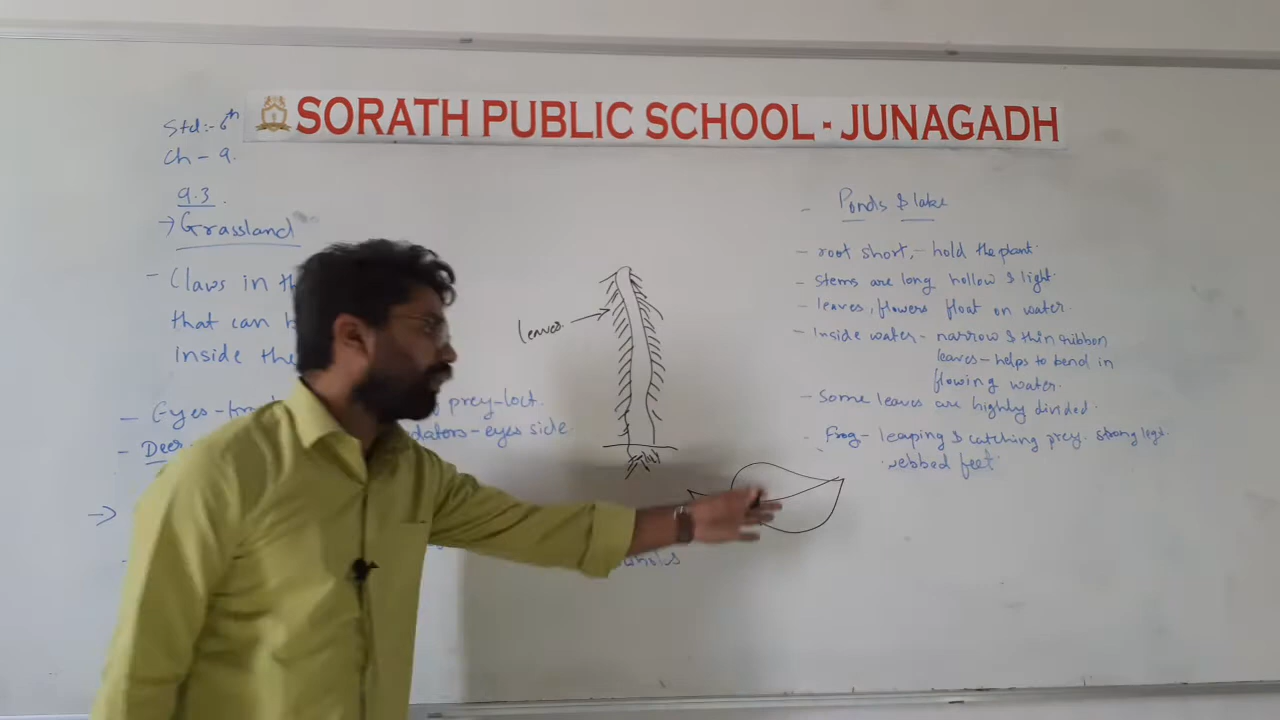 SORATH PUBLIC SCHOOL - JUNAGADH
Std:- 6th
Ch - 9.
9.3
→ Grassland
- Claws in th
that can b
Inside the
- Eyes - fro
prey - loct.
- Deer
dators - eyes side
→
leaves
- Ponds & lake
- root short, - hold the plant.
- Stems are long hollow & light.
- leaves, flowers float on water.
- Inside water - narrow & thin ribbon
leaves - helps to bend in
flowing water.
- Some leaves are highly divided.
- Frog - leaping & catching prey. strong legs.
webbed feet